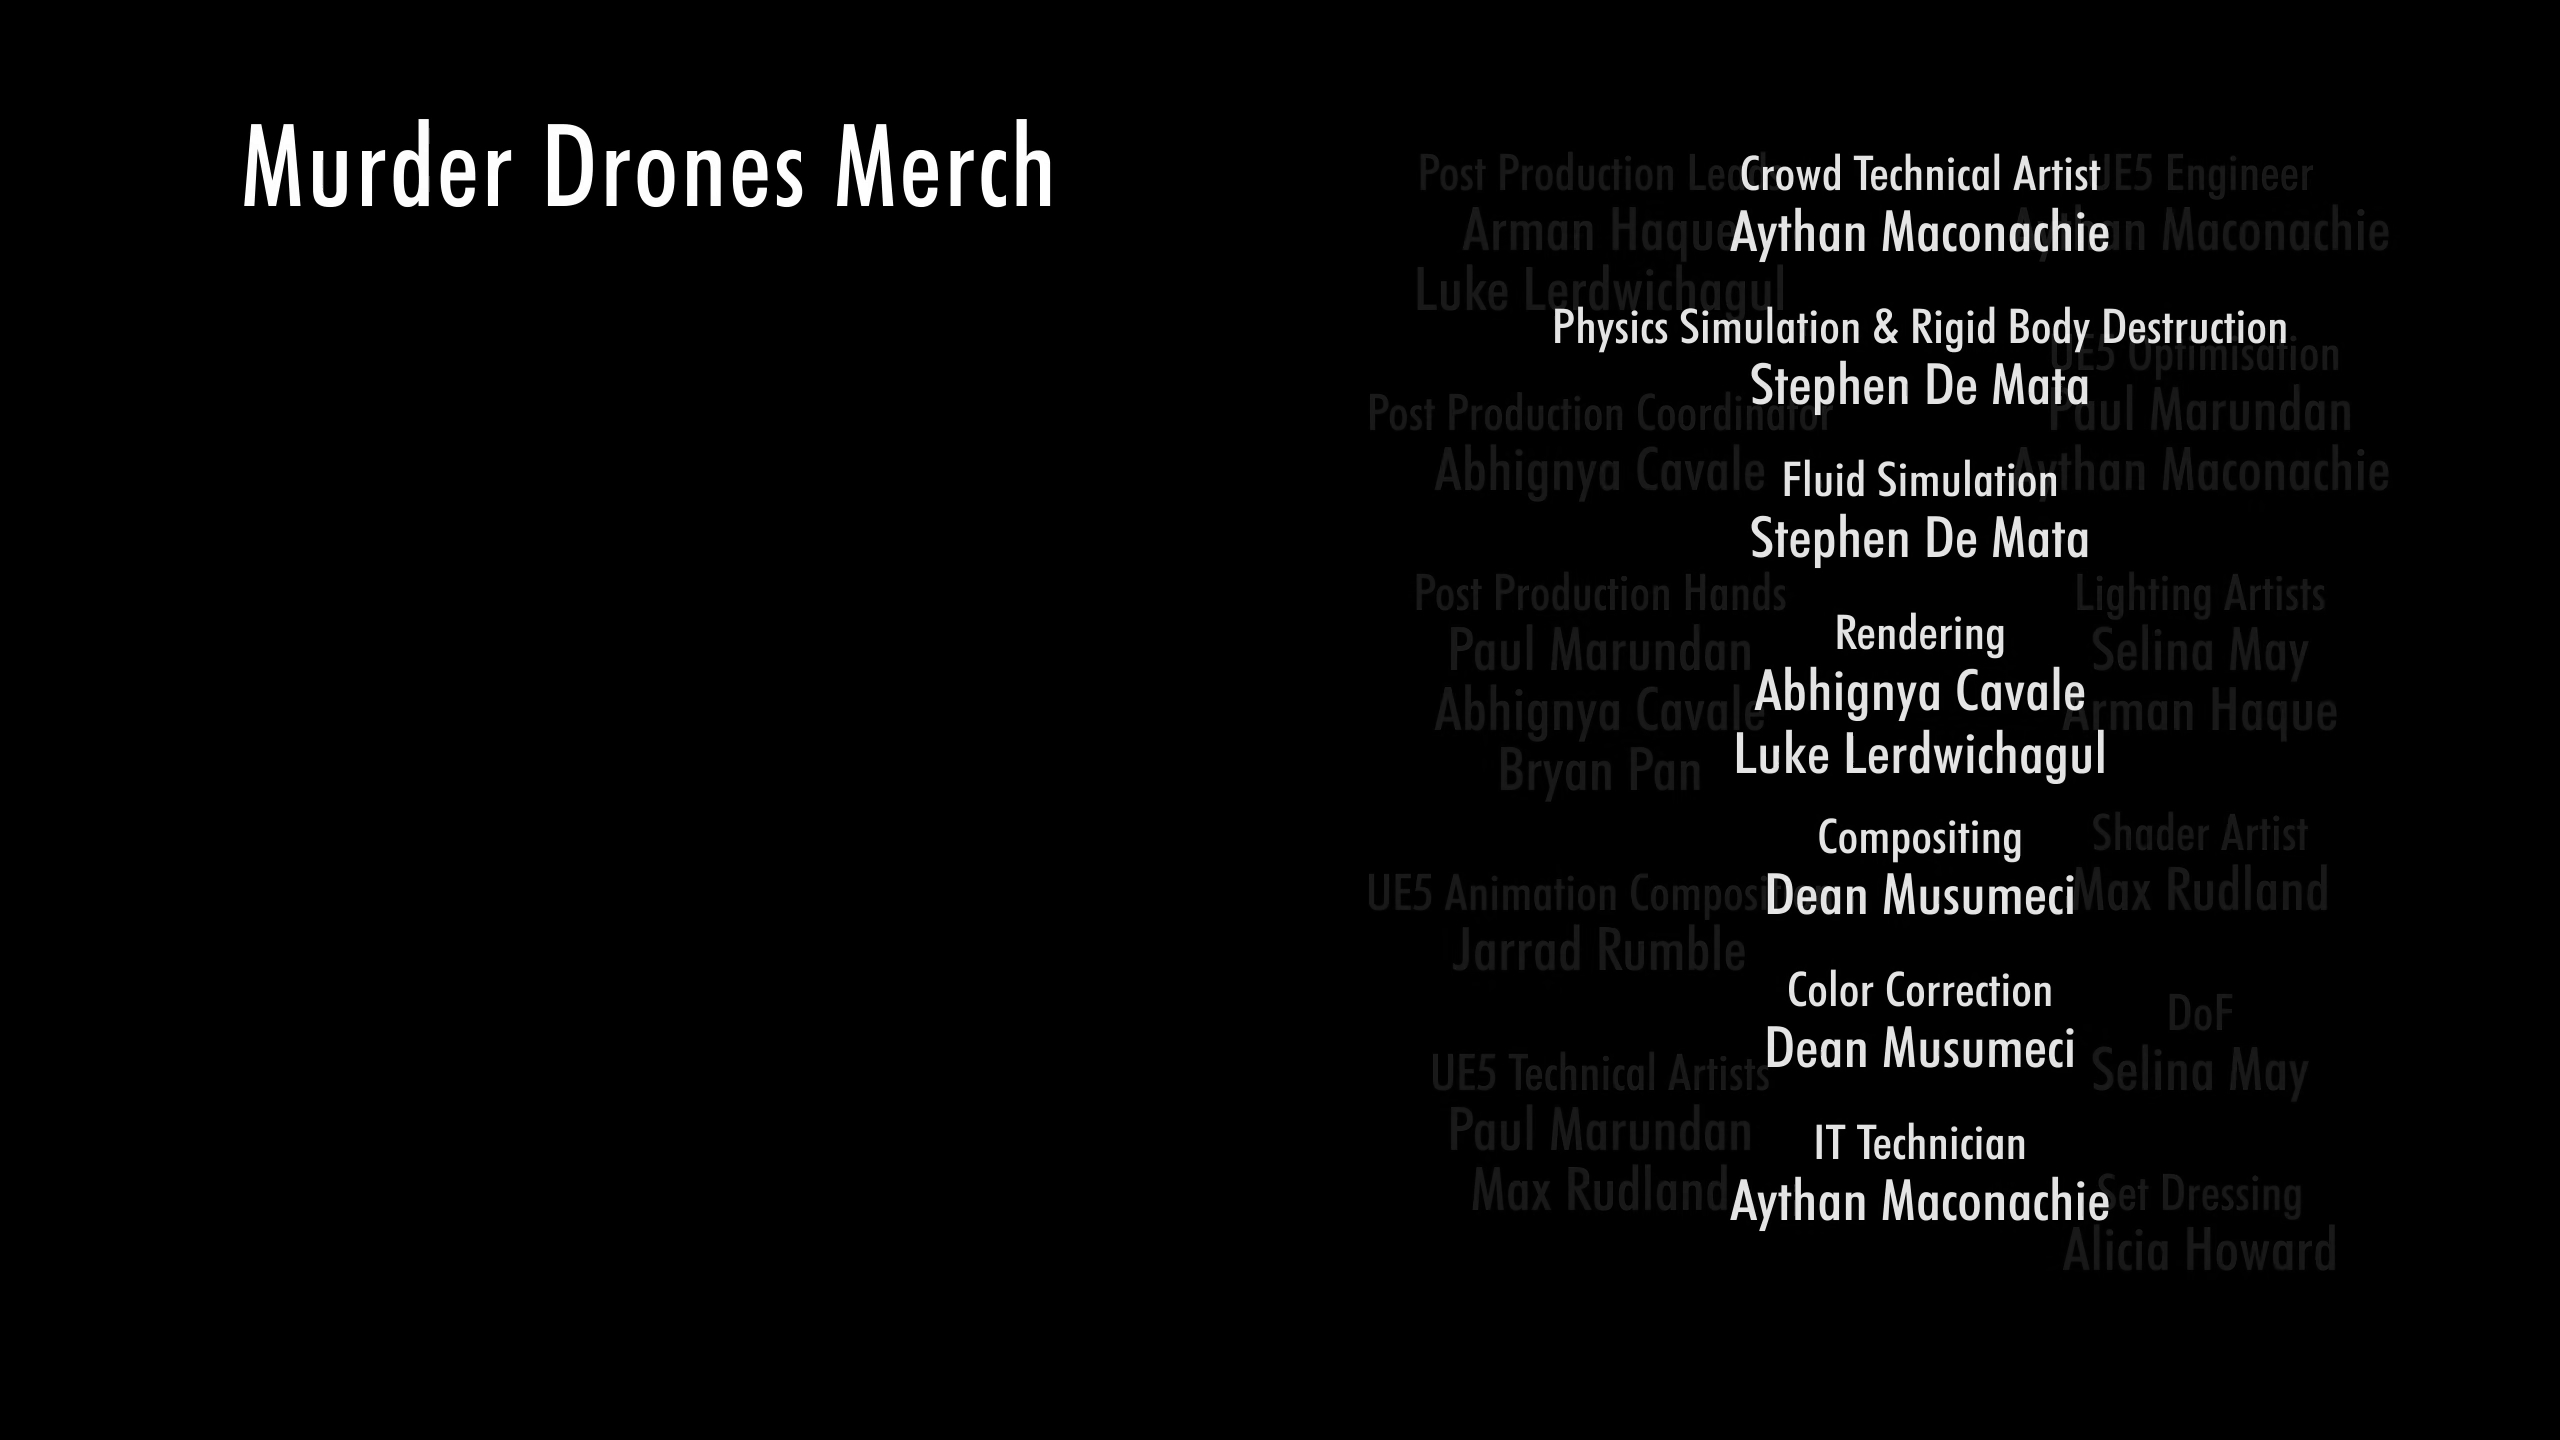 Murder Drones Merch
Crowd Technical Artist
Aythan Maconachie
Physics Simulation & Rigid Body Destruction
Stephen De Mata
Fluid Simulation
Stephen De Mata
Rendering
Abhignya Cavale
Luke Lerdwichagul
Compositing
Dean Musumeci
Color Correction
Dean Musumeci
IT Technician
Aythan Maconachie
Post Production
Arman Haque
Luke Lerdwichagul
Post Production Coordinator
Abhignya Cavale
Post Production Hands
Paul Marundan
Abhignya Cavale
Bryan Pan
UE5 Animation
Jarrad Rumble
UE5 Technical Artists
Paul Marundan
Max Rudland
UE5 Engineer
Aythan Maconachie
UE5 Optimisation
Paul Marundan
Aythan Maconachie
Lighting Artists
Selina May
Arman Haque
Shader Artist
Max Rudland
DoF
Selina May
Set Dressing
Alicia Howard